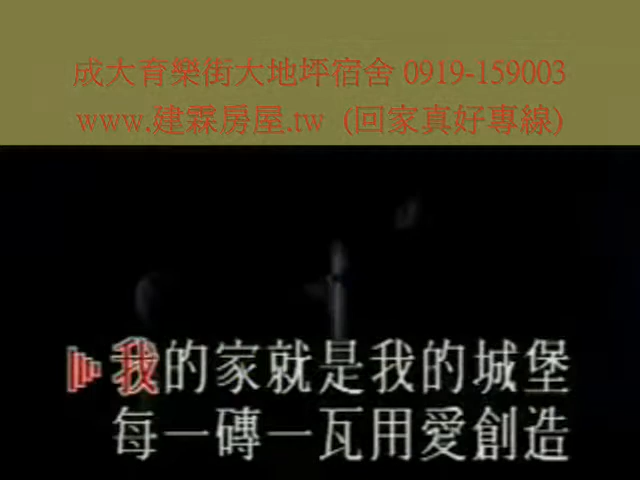 成大育樂街大地坪宿舍 0919-159003
www.建霖房屋.tw (回家真好專線)
我的家就是我的城堡
每一磚一瓦用愛創造